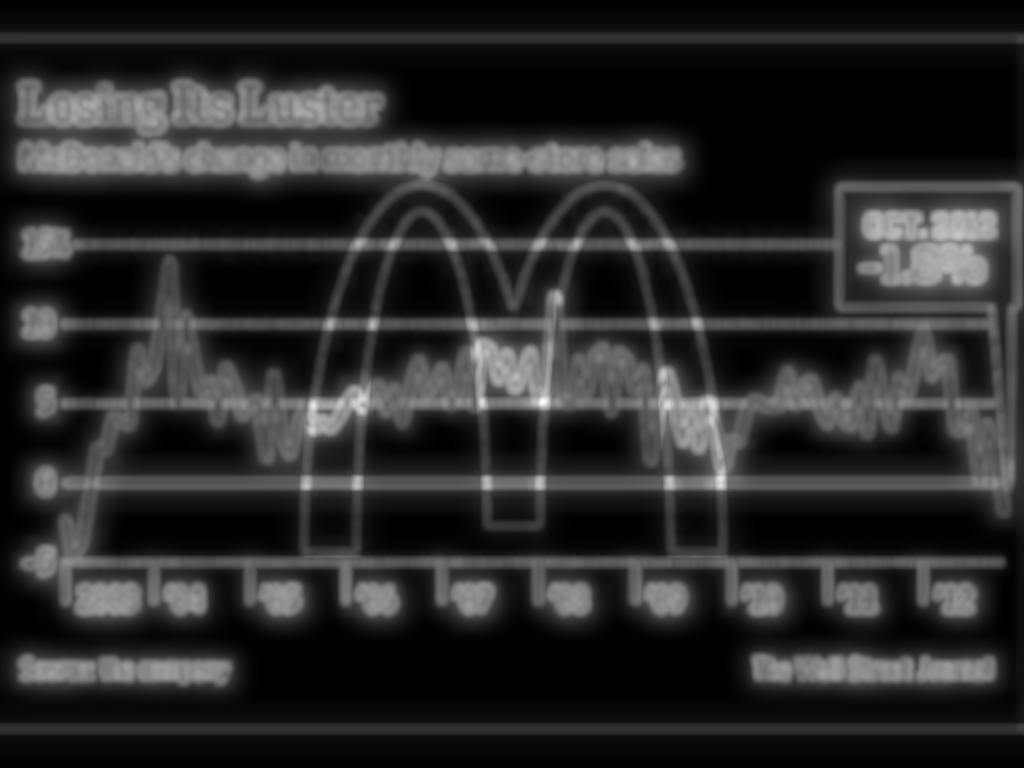 Losing Its Luster
McDonald's change in monthly same-store sales
15%
10
5
0
-5
OCT. 2012
-1.8%
2003 '04 '05 '06 '07 '08 '09 '10 '11 '12
Source: the company
The Wall Street Journal